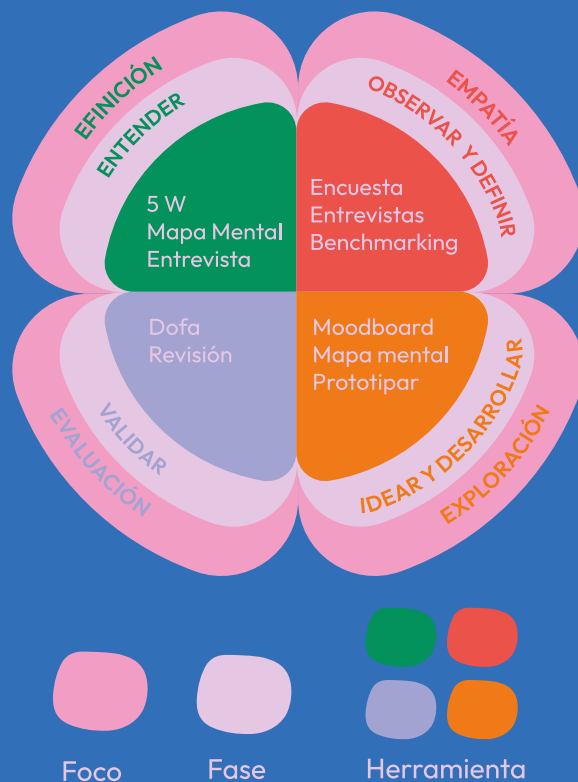 EFINICIÓN
ENTENDER
5 W
Mapa Mental
Entrevista
EMPATÍA
OBSERVAR Y DEFINIR
Encuesta
Entrevistas
Benchmarking
Dofa
Revisión
VALIDAR
EVALUACIÓN
Moodboard
Mapa mental
Prototipar
IDEAR Y DESARROLLAR
EXPLORACIÓN
Foco
Fase
Herramienta